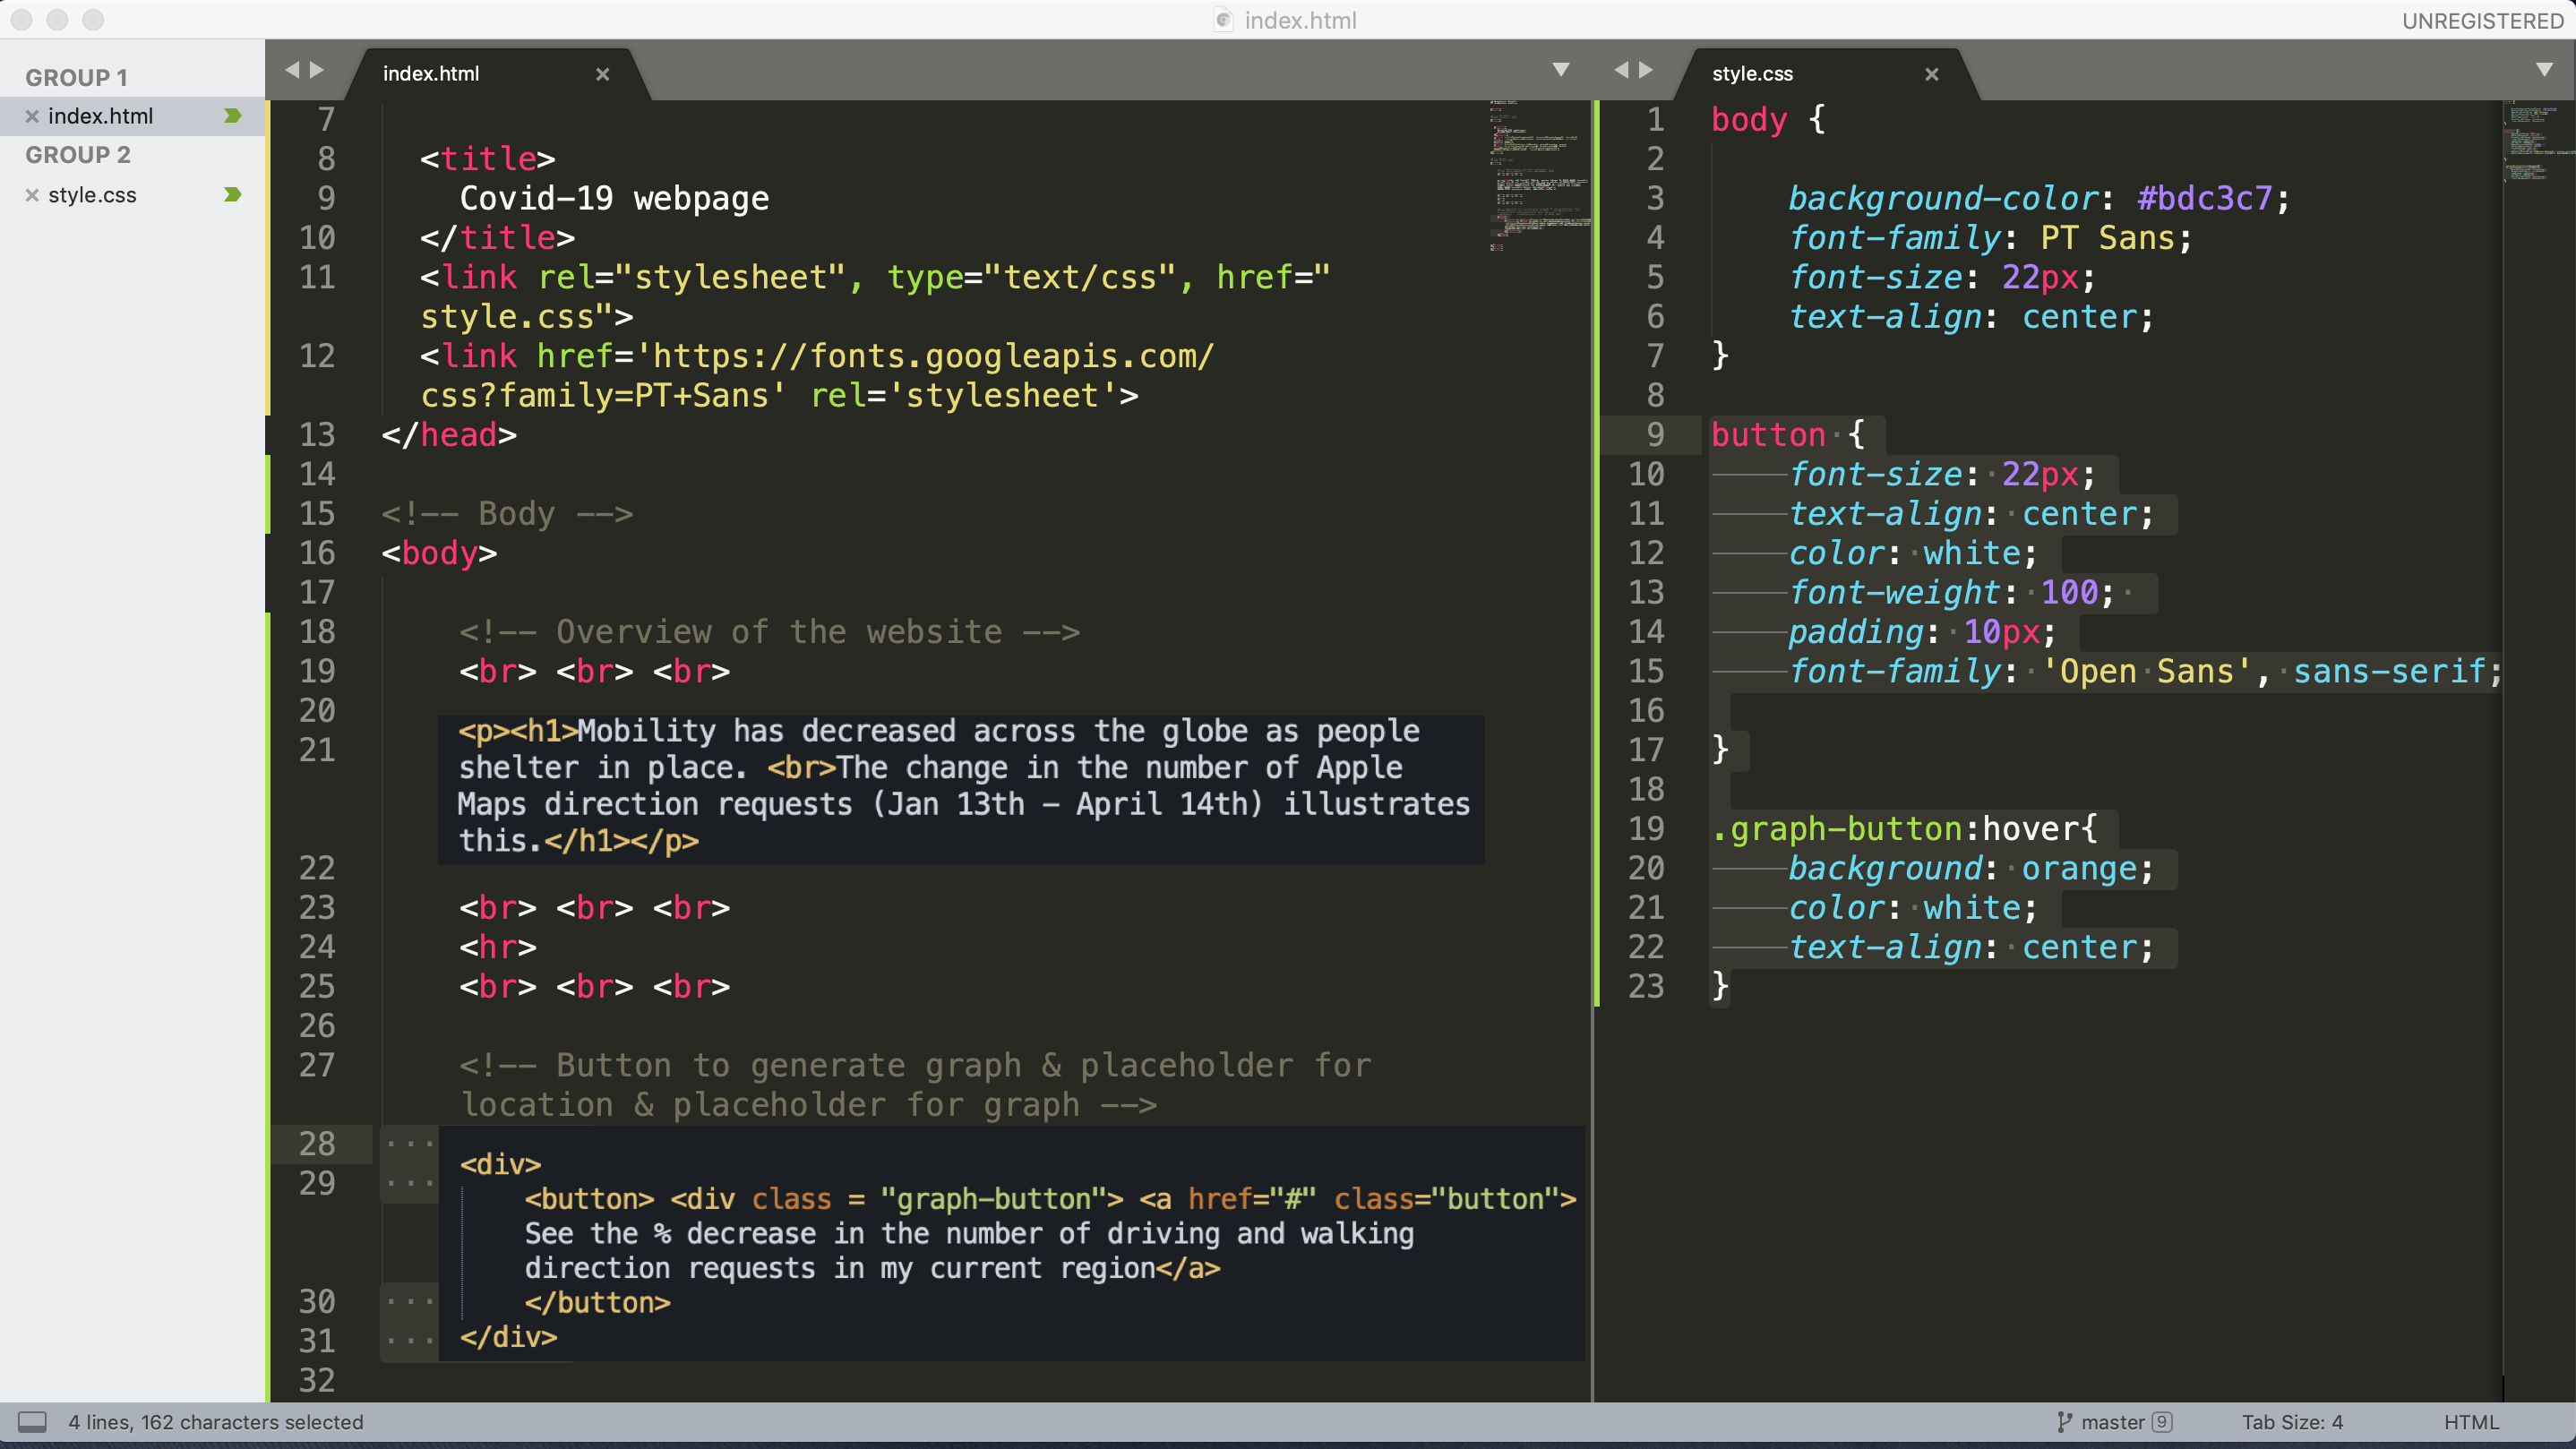 index.html
UNREGISTERED
GROUP 1
index.html
GROUP 2
style.css
index.html
7
8 <title>
9 Covid-19 webpage
10 </title>
11 <link rel="stylesheet", type="text/css", href="
style.css">
12 <link href='https://fonts.googleapis.com/
css?family=PT+Sans' rel='stylesheet'>
13 </head>
14
15 <!-- Body -->
16 <body>
17
18 <!-- Overview of the website -->
19 <br> <br> <br>
20
21 <p><h1>Mobility has decreased across the globe as people
shelter in place. <br>The change in the number of Apple
Maps direction requests (Jan 13th - April 14th) illustrates
this.</h1></p>
22
23 <br> <br> <br>
24 <hr>
25 <br> <br> <br>
26
27 <!-- Button to generate graph & placeholder for
location & placeholder for graph -->
28 <div>
29 <button> <div class = "graph-button"> <a href="#" class="button">
See the % decrease in the number of driving and walking
direction requests in my current region</a>
30 </button>
31 </div>
32
style.css
1 body {
2
3 background-color: #bdc3c7;
4 font-family: PT Sans;
5 font-size: 22px;
6 text-align: center;
7 }
8
9 button {
10 font-size: 22px;
11 text-align: center;
12 color: white;
13 font-weight: 100;
14 padding: 10px;
15 font-family: 'Open Sans', sans-serif;
16
17 }
18
19 .graph-button:hover{
20 background: orange;
21 color: white;
22 text-align: center;
23 }
4 lines, 162 characters selected
master 9
Tab Size: 4
HTML